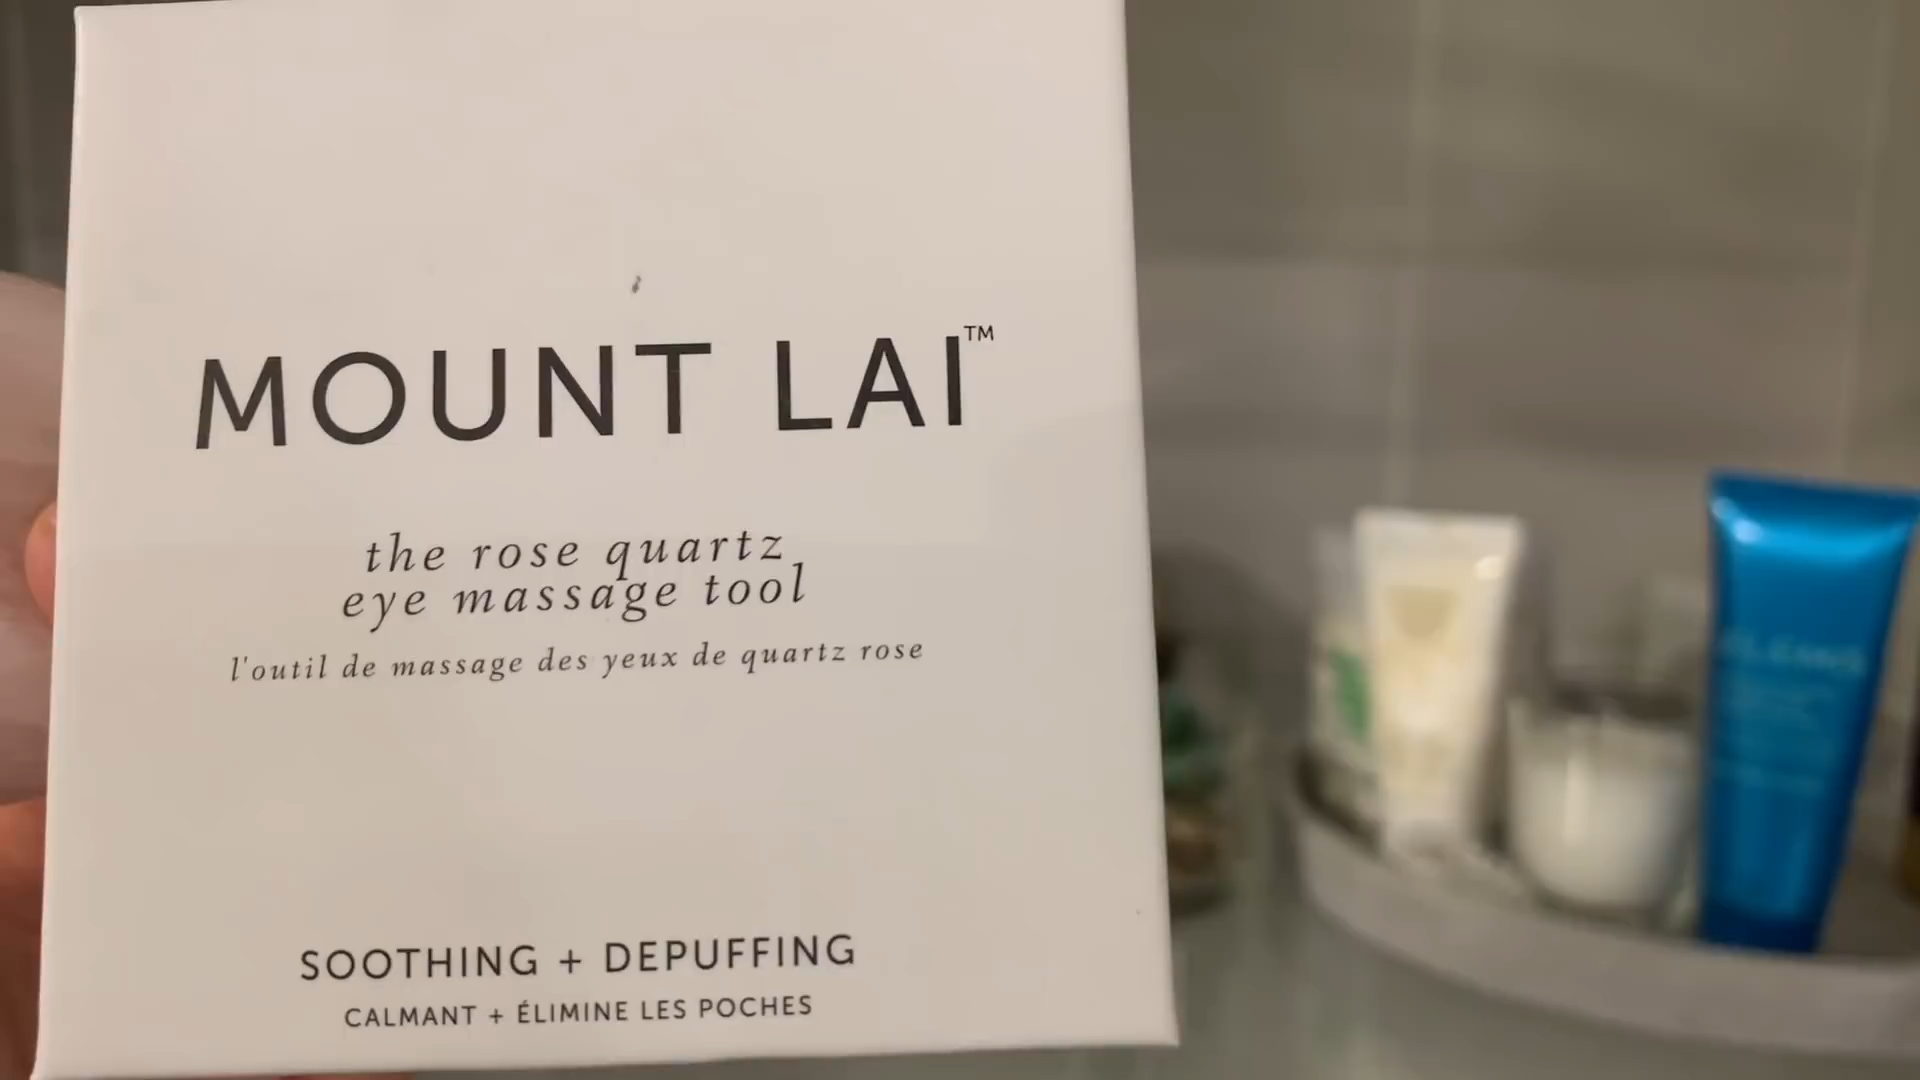 MOUNT LAI™
the rose quartz
eye massage tool
l'outil de massage des yeux de quartz rose
SOOTHING + DEPUFFING
CALMANT + ÉLIMINE LES POCHES